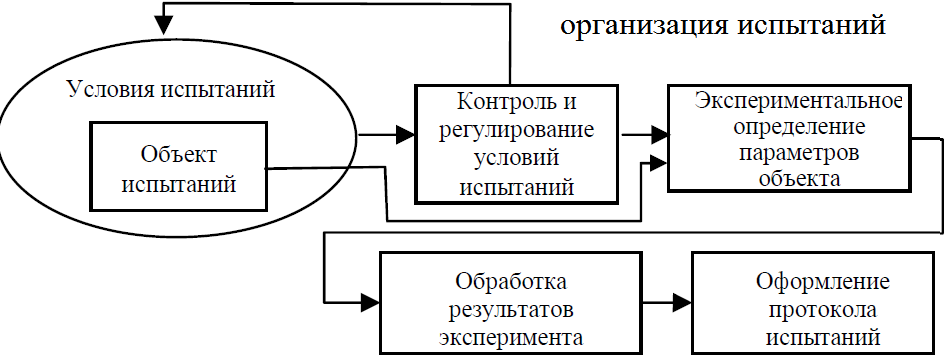 организация испытаний
Условия испытаний
Объект
испытаний
Контроль и
регулирование
условий
испытаний
Экспериментальное
определение
параметров
объекта
Обработка
результатов
эксперимента
Оформление
протокола
испытаний